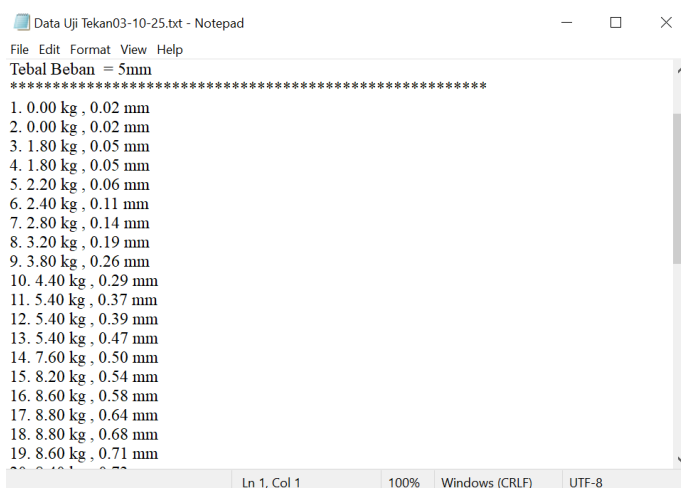 Data Uji Tekan03-10-25.txt - Notepad
File Edit Format View Help
Tebal Beban = 5mm
********************************************************
1. 0.00 kg , 0.02 mm
2. 0.00 kg , 0.02 mm
3. 1.80 kg , 0.05 mm
4. 1.80 kg , 0.05 mm
5. 2.20 kg , 0.06 mm
6. 2.40 kg , 0.11 mm
7. 2.80 kg , 0.14 mm
8. 3.20 kg , 0.19 mm
9. 3.80 kg , 0.26 mm
10. 4.40 kg , 0.29 mm
11. 5.40 kg , 0.37 mm
12. 5.40 kg , 0.39 mm
13. 5.40 kg , 0.47 mm
14. 7.60 kg , 0.50 mm
15. 8.20 kg , 0.54 mm
16. 8.60 kg , 0.58 mm
17. 8.80 kg , 0.64 mm
18. 8.80 kg , 0.68 mm
19. 8.60 kg , 0.71 mm
Ln 1, Col 1 100% Windows (CRLF) UTF-8